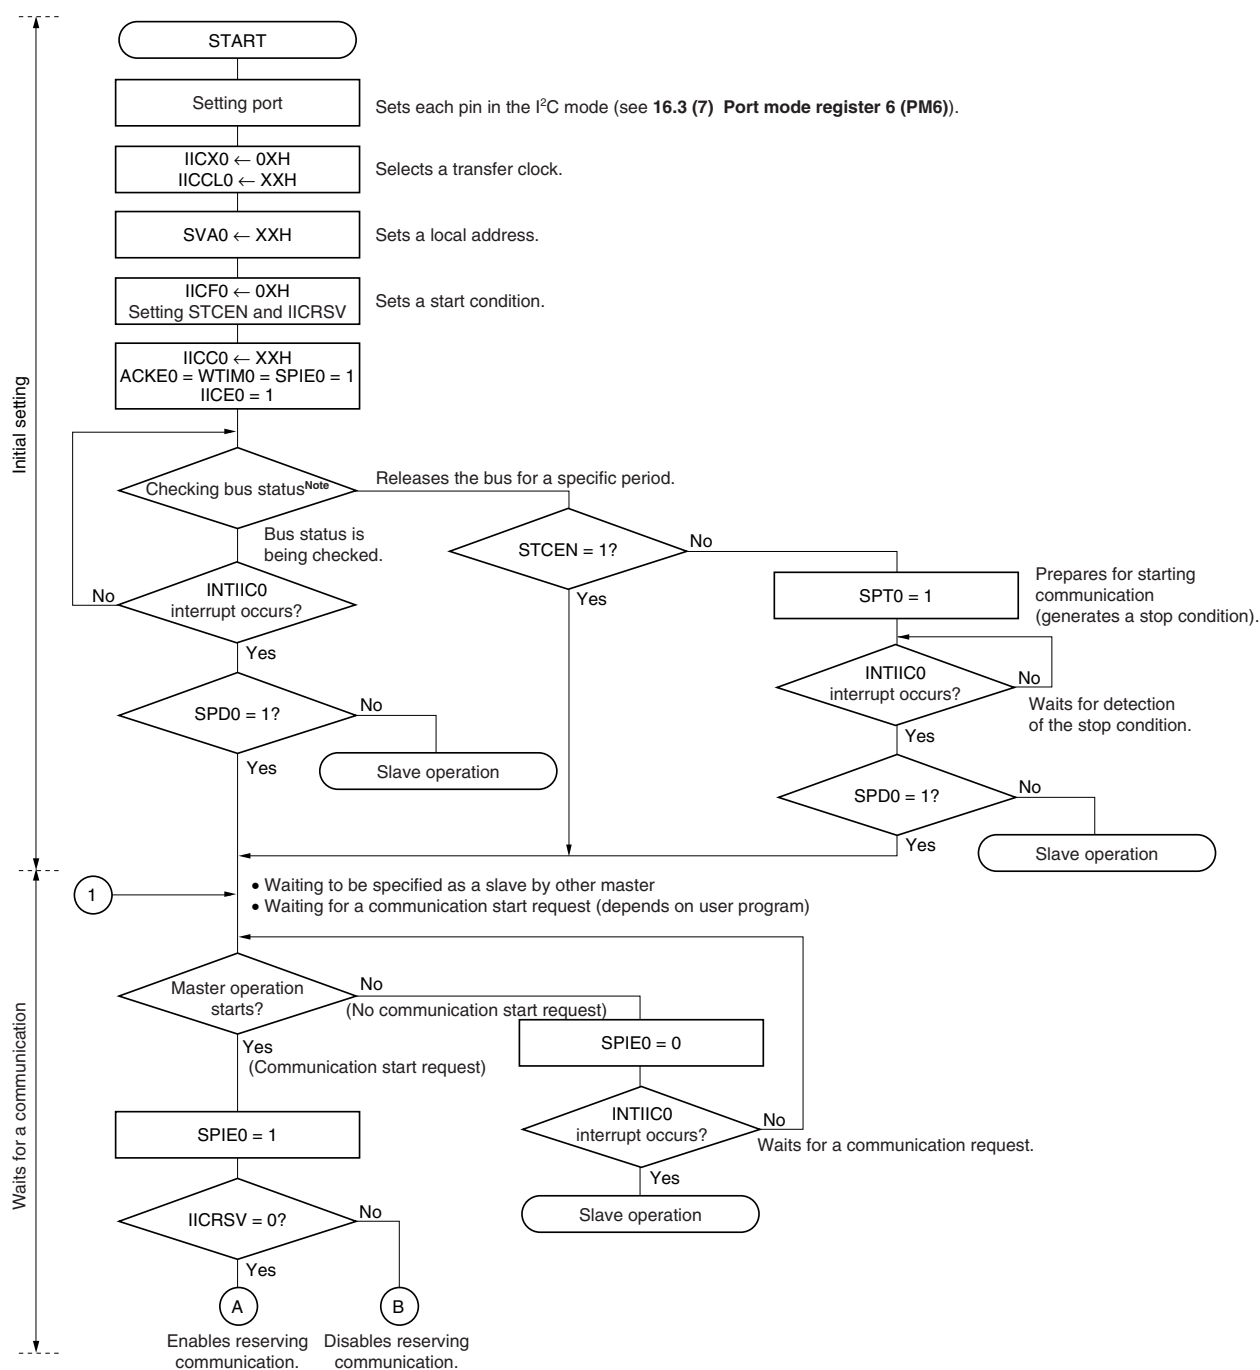 START
Setting port
Sets each pin in the I²C mode (see 16.3 (7) Port mode register 6 (PM6)).
IICX0 ← 0XH
IICCL0 ← XXH
Selects a transfer clock.
SVA0 ← XXH
Sets a local address.
IICF0 ← 0XH
Setting STCEN and IICRSV
Sets a start condition.
IICC0 ← XXH
ACKE0 = WTIM0 = SPIE0 = 1
IICE0 = 1
Initial setting
Checking bus statusNote
Releases the bus for a specific period.
Bus status is
being checked.
STCEN = 1?
No
Yes
INTIIC0
interrupt occurs?
No
Yes
SPT0 = 1
Prepares for starting
communication
(generates a stop condition).
INTIIC0
interrupt occurs?
No
Waits for detection
of the stop condition.
Yes
SPD0 = 1?
No
Yes
Slave operation
SPD0 = 1?
No
Yes
Slave operation
1
• Waiting to be specified as a slave by other master
• Waiting for a communication start request (depends on user program)
Waits for a communication
Master operation
starts?
No
(No communication start request)
Yes
(Communication start request)
SPIE0 = 0
INTIIC0
interrupt occurs?
No
Waits for a communication request.
Yes
Slave operation
SPIE0 = 1
IICRSV = 0?
No
Yes
A
B
Enables reserving
communication.
Disables reserving
communication.